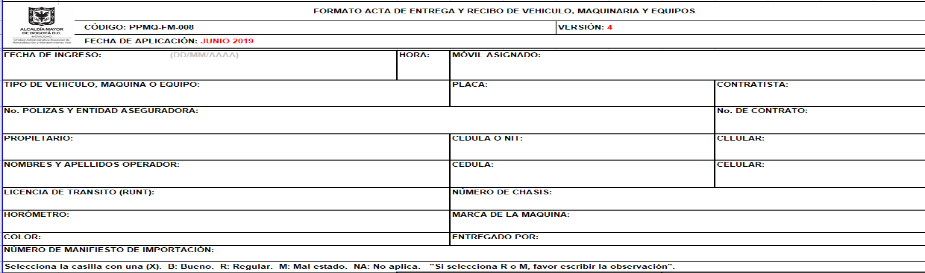 FORMATO ACTA DE ENTREGA Y RECIBO DE VEHICULO, MAQUINARIA Y EQUIPOS
ALCALDIA MAYOR
DE BOGOTÁ D.C.
CÓDIGO: PPMQ-FM-008 VERSIÓN: 4
FECHA DE APLICACIÓN: JUNIO 2019
FECHA DE INGRESO: (DD/MM/AAAA) HORA: MÓVIL ASIGNADO:
TIPO DE VEHICULO, MAQUINA O EQUIPO: PLACA: CONTRATISTA:
No. POLIZAS Y ENTIDAD ASEGURADORA: No. DE CONTRATO:
PROPIETARIO: CEDULA O NIT: CELULAR:
NOMBRES Y APELLIDOS OPERADOR: CEDULA: CELULAR:
LICENCIA DE TRANSITO (RUNT): NÚMERO DE CHASIS:
HORÓMETRO: MARCA DE LA MAQUINA:
COLOR: ENTREGADO POR:
NÚMERO DE MANIFIESTO DE IMPORTACIÓN:
Selecciona la casilla con una (X). B: Bueno. R: Regular. M: Mal estado. NA: No aplica. "Si selecciona R o M, favor escribir la observación".